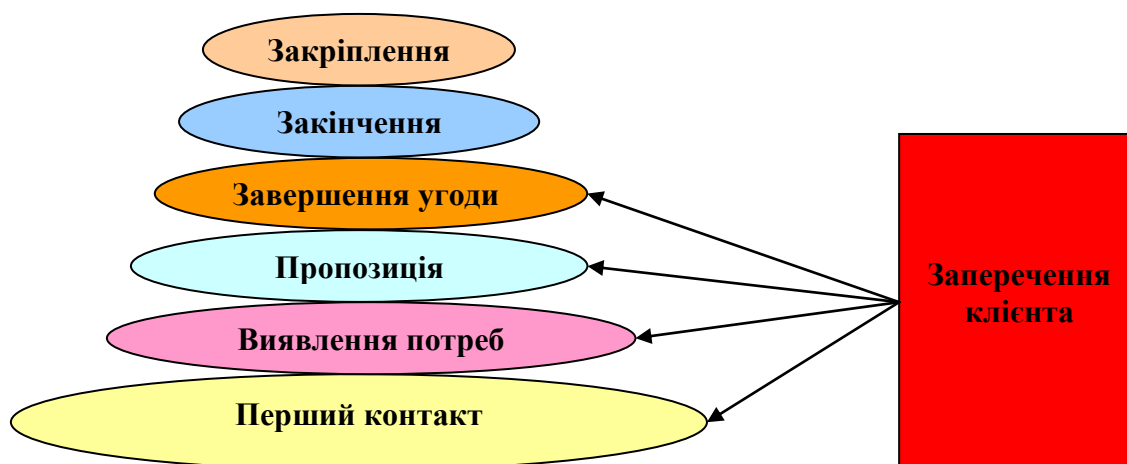 Закріплення
Закінчення
Завершення угоди
Пропозиція
Виявлення потреб
Перший контакт
Заперечення
клієнта